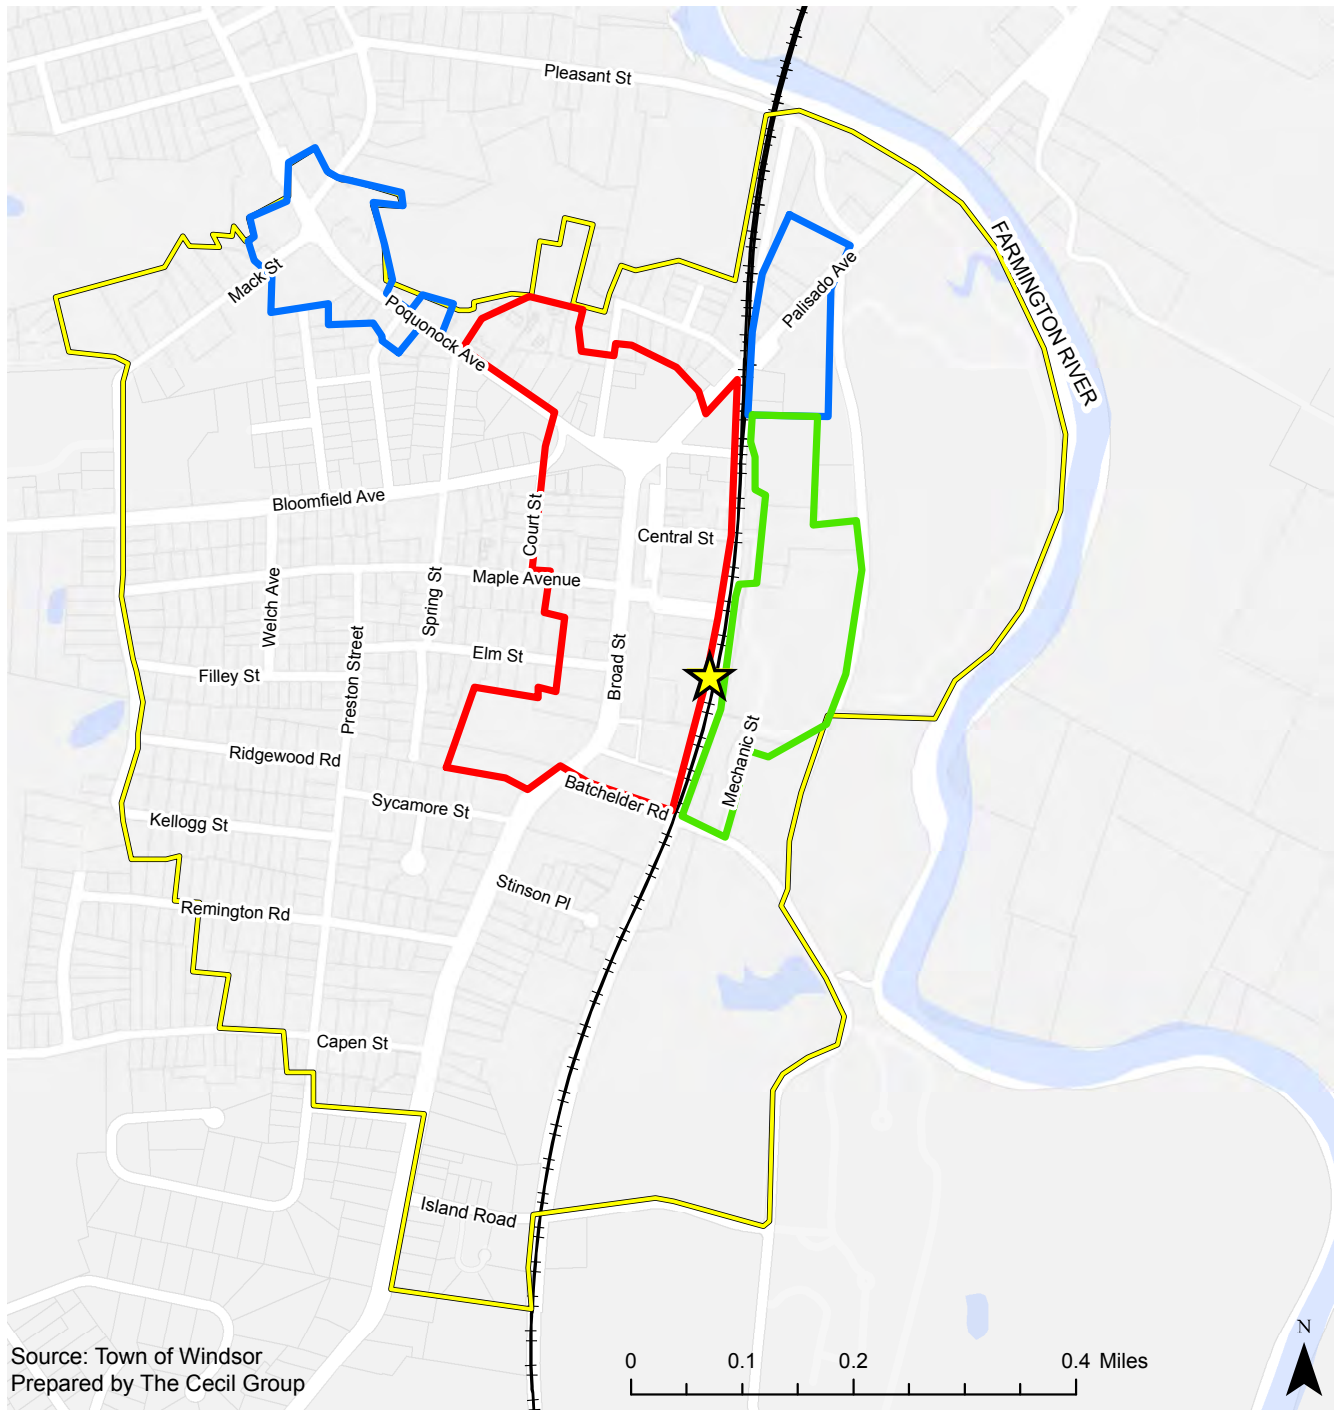 Pleasant St
FARMINGTON RIVER
Mack St
Palisado Ave
Poquonock Ave
Bloomfield Ave
Court St
Central St
Maple Avenue
Welch Ave
Spring St
Preston Street
Elm St
Broad St
Filley St
Ridgewood Rd
Mechanic St
Batchelder Rd
Sycamore St
Kellogg St
Stinson Pl
Remington Rd
Capen St
Island Road
N
Source: Town of Windsor
Prepared by The Cecil Group
0 0.1 0.2 0.4 Miles